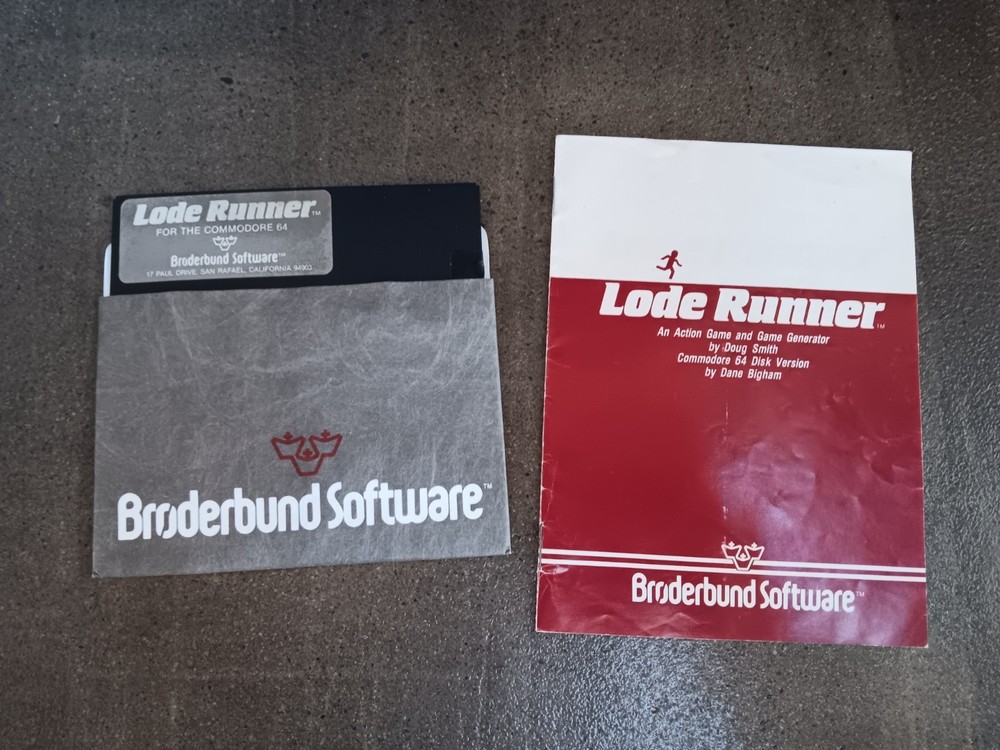 Lode Runner™
FOR THE COMMODORE 64
Brøderbund Software™
17 PAUL DRIVE, SAN RAFAEL, CALIFORNIA 94903
Brøderbund Software™
Lode Runner™
An Action Game and Game Generator
by Doug Smith
Commodore 64 Disk Version
by Dane Bigham
Brøderbund Software™